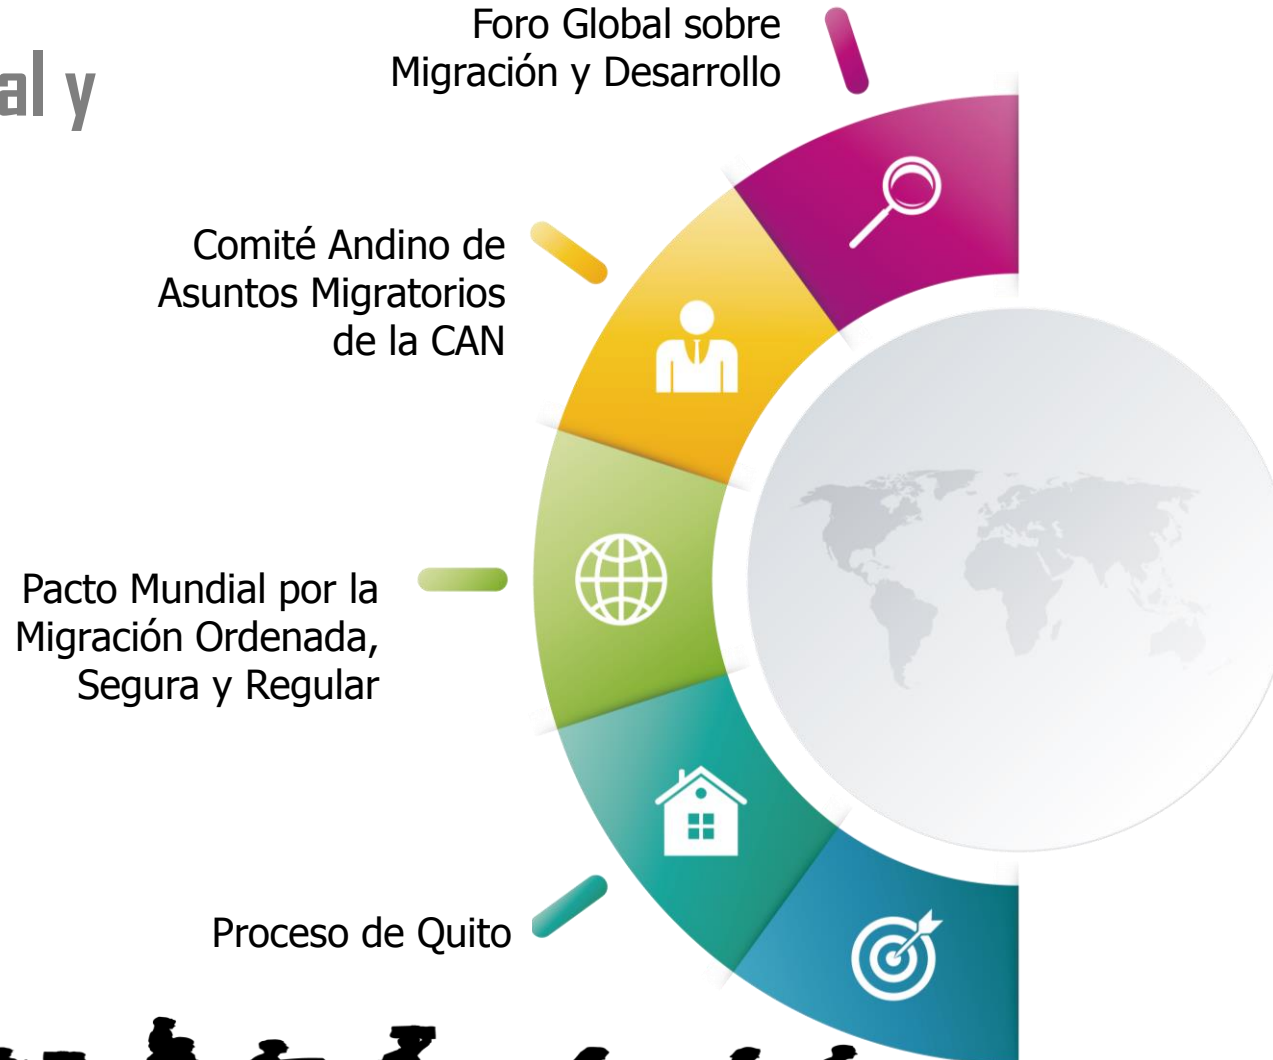 Foro Global sobre
Migración y Desarrollo
al y
Comité Andino de
Asuntos Migratorios
de la CAN
Pacto Mundial por la
Migración Ordenada,
Segura y Regular
Proceso de Quito